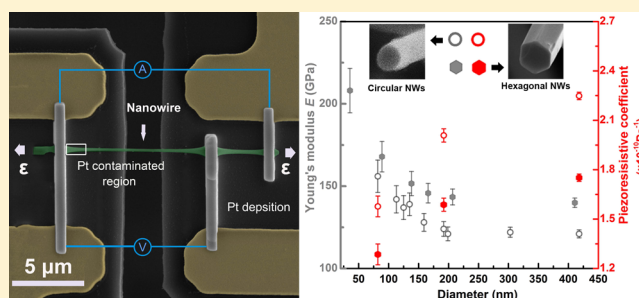 A
Nanowire
ε
ε
Pt contaminated
region
Pt depsition
V
5 μm
Young's modulus E (GPa)
250
200
150
100
Circular NWs
Hexagonal NWs
0 50 100 150 200 250 300 350 400 450
Diameter (nm)
2.7
2.4
2.1
1.8
1.5
1.2
Piezoresisistive coefficient